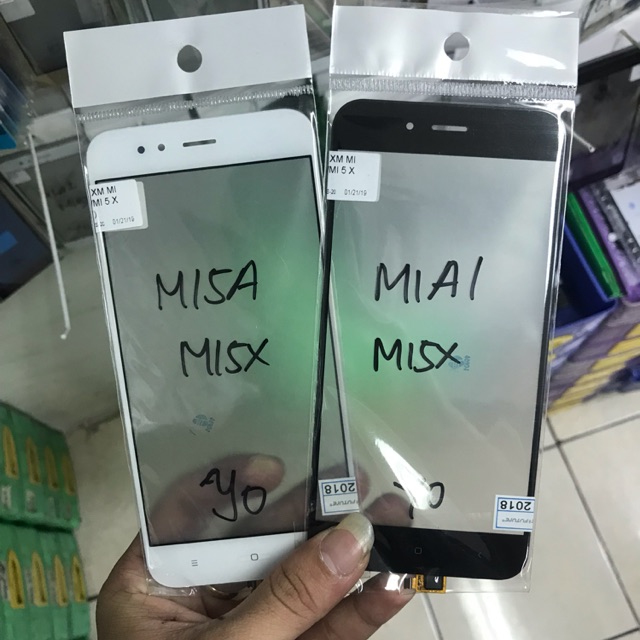 XM MI
MI 5 X
01/21/19
MI5A
MI5X
Yo
2018
XM MI
MI 5 X
01/21/19
MIAI
MI5X
YO
2018